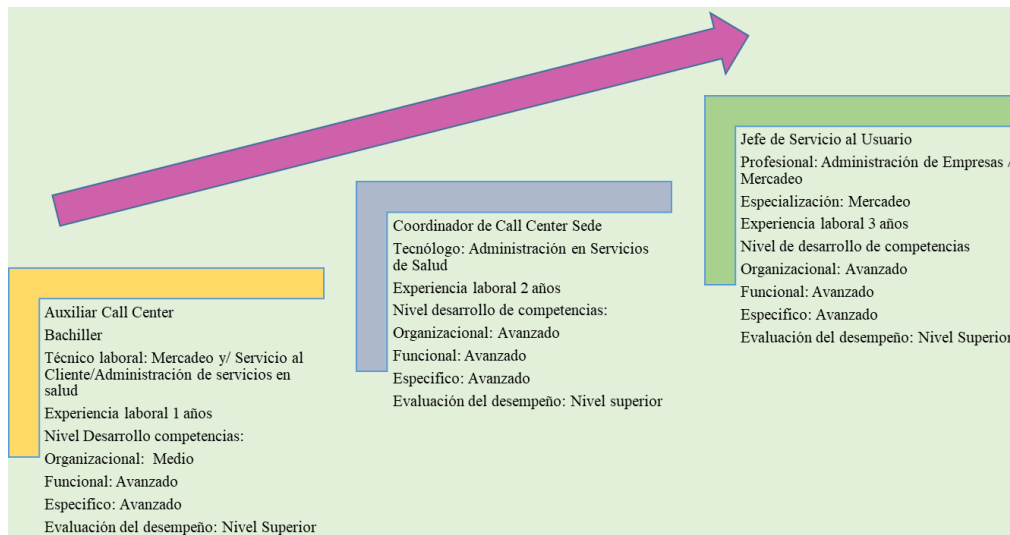 Auxiliar Call Center
Bachiller
Técnico laboral: Mercadeo y/ Servicio al
Cliente/Administración de servicios en
salud
Experiencia laboral 1 años
Nivel Desarrollo competencias:
Organizacional: Medio
Funcional: Avanzado
Especifico: Avanzado
Evaluación del desempeño: Nivel Superior
Coordinador de Call Center Sede
Tecnólogo: Administración en Servicios
de Salud
Experiencia laboral 2 años
Nivel desarrollo de competencias:
Organizacional: Avanzado
Funcional: Avanzado
Especifico: Avanzado
Evaluación del desempeño: Nivel superior
Jefe de Servicio al Usuario
Profesional: Administración de Empresas /
Mercadeo
Especialización: Mercadeo
Experiencia laboral 3 años
Nivel de desarrollo de competencias
Organizacional: Avanzado
Funcional: Avanzado
Especifico: Avanzado
Evaluación del desempeño: Nivel Superior